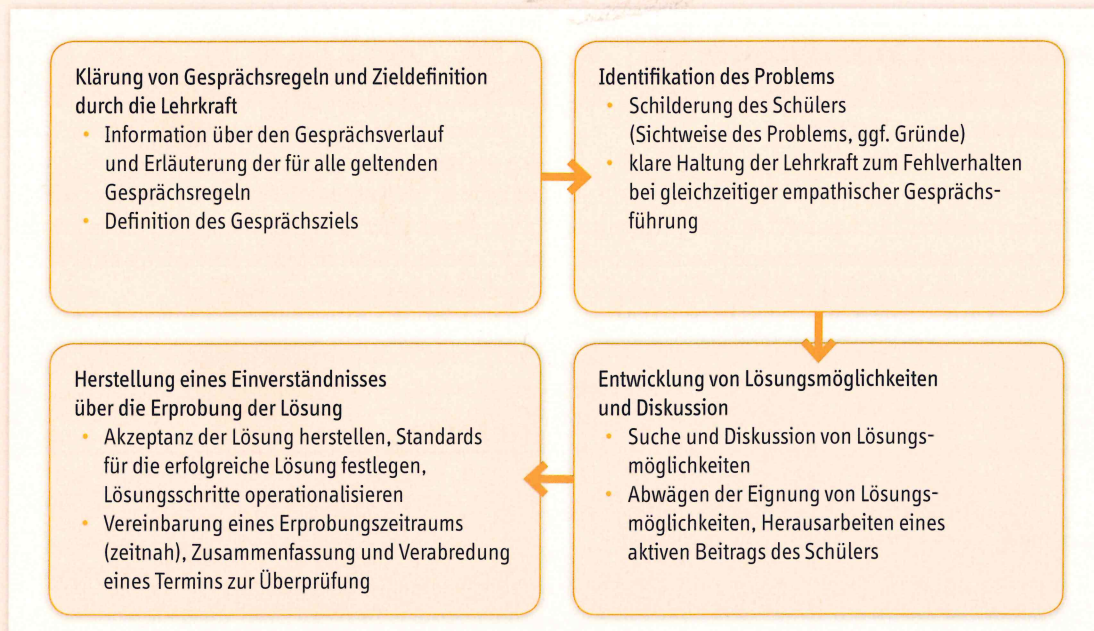 Klärung von Gesprächsregeln und Zieldefinition
durch die Lehrkraft
• Information über den Gesprächsverlauf
und Erläuterung der für alle geltenden
Gesprächsregeln
• Definition des Gesprächsziels
Identifikation des Problems
• Schilderung des Schülers
(Sichtweise des Problems, ggf. Gründe)
• klare Haltung der Lehrkraft zum Fehlverhalten
bei gleichzeitiger empathischer Gesprächs-
führung
Entwicklung von Lösungsmöglichkeiten
und Diskussion
• Suche und Diskussion von Lösungs-
möglichkeiten
• Abwägen der Eignung von Lösungs-
möglichkeiten, Herausarbeiten eines
aktiven Beitrags des Schülers
Herstellung eines Einverständnisses
über die Erprobung der Lösung
• Akzeptanz der Lösung herstellen, Standards
für die erfolgreiche Lösung festlegen,
Lösungsschritte operationalisieren
• Vereinbarung eines Erprobungszeitraums
(zeitnah), Zusammenfassung und Verabredung
eines Termins zur Überprüfung